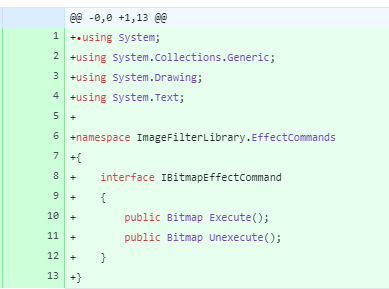 @@ -0,0 +1,13 @@
1 +•using System;
2 +using System.Collections.Generic;
3 +using System.Drawing;
4 +using System.Text;
5 +
6 +namespace ImageFilterLibrary.EffectCommands
7 +{
8 +    interface IBitmapEffectCommand
9 +    {
10 +        public Bitmap Execute();
11 +        public Bitmap Unexecute();
12 +    }
13 +}